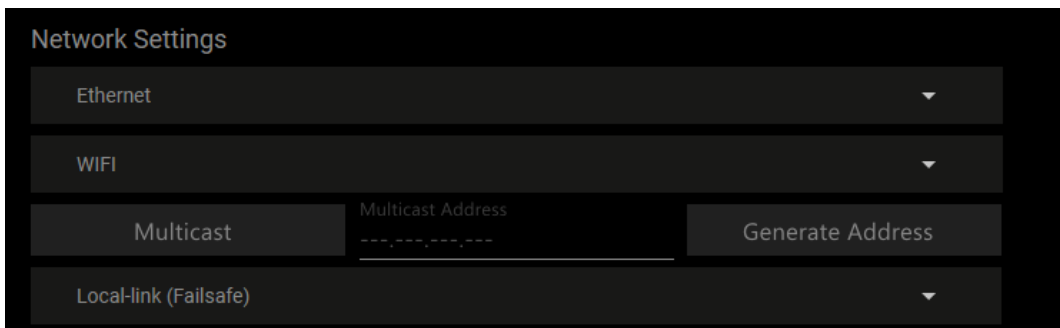 Network Settings
Ethernet
WIFI
Multicast
Multicast Address
---.---.---.---
Generate Address
Local-link (Failsafe)